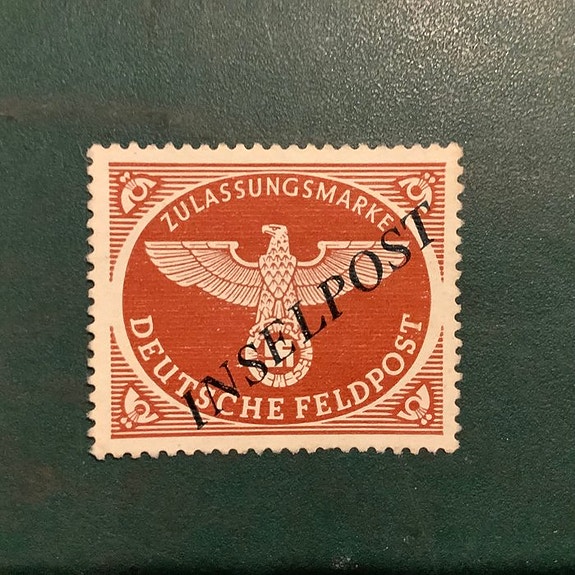 ZULASSUNGSMARKE
INSELPOST
DEUTSCHE FELDPOST